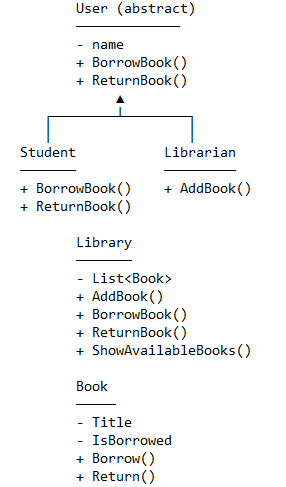 User (abstract)
- name
+ BorrowBook()
+ ReturnBook()
Student
+ BorrowBook()
+ ReturnBook()
Librarian
+ AddBook()
Library
- List<Book>
+ AddBook()
+ BorrowBook()
+ ReturnBook()
+ ShowAvailableBooks()
Book
- Title
- IsBorrowed
+ Borrow()
+ Return()